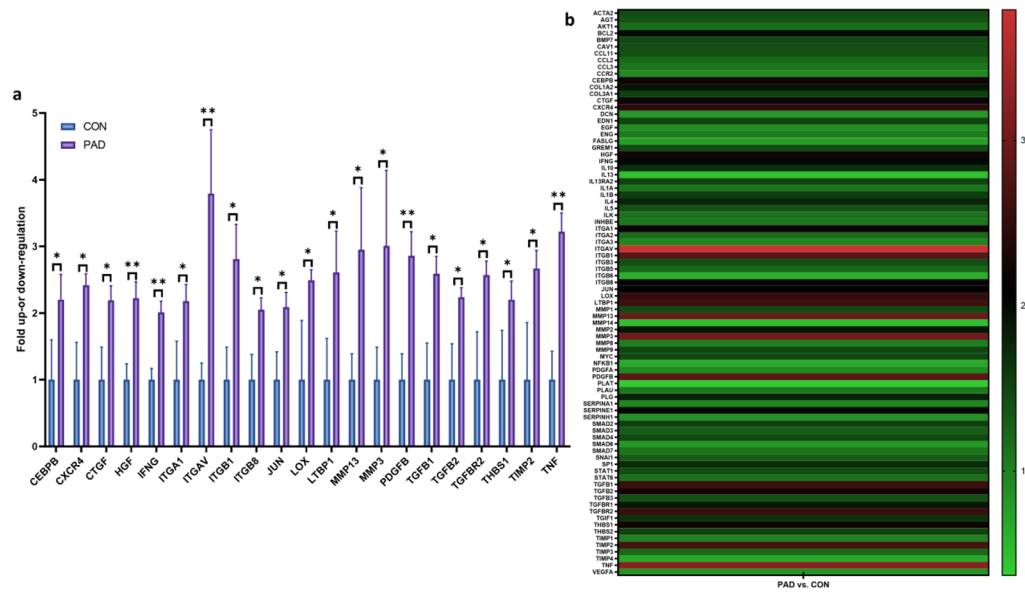 a
Fold up-or down-regulation
5
4
3
2
1
0
CON
PAD
*
*
*
**
**
*
**
*
*
*
*
*
*
*
**
*
*
*
*
*
**
CEBPB
CXCR4
CTGF
HGF
IFNG
ITGA1
ITGAV
ITGB1
ITGB8
JUN
LOX
LTBP1
MMP13
MMP3
PDGFB
TGFB1
TGFB2
TGFBR2
THBS1
TIMP2
TNF
b
ACTA2
AGT
AKT1
BCL2
BMP7
CAV1
CCL11
CCL2
CCL3
CCR2
CEBPB
COL1A2
COL3A1
CTGF
CXCR4
DCN
EDN1
EGF
ENG
FASLG
GREM1
HGF
IFNG
IL10
IL13
IL13RA2
IL1A
IL1B
IL4
IL5
ILK
INHBE
ITGA1
ITGA2
ITGA3
ITGAV
ITGB1
ITGB3
ITGB5
ITGB6
ITGB8
JUN
LOX
LTBP1
MMP1
MMP13
MMP14
MMP2
MMP3
MMP8
MMP9
MYC
NFKB1
PDGFA
PDGFB
PLAT
PLAU
PLG
SERPINA1
SERPINE1
SERPINH1
SMAD2
SMAD3
SMAD4
SMAD6
SMAD7
SNAI1
SP1
STAT1
STAT6
TGFB1
TGFB2
TGFB3
TGFBR1
TGFBR2
TGIF1
THBS1
THBS2
TIMP1
TIMP2
TIMP3
TIMP4
TNF
VEGFA
PAD vs. CON
3
2
1